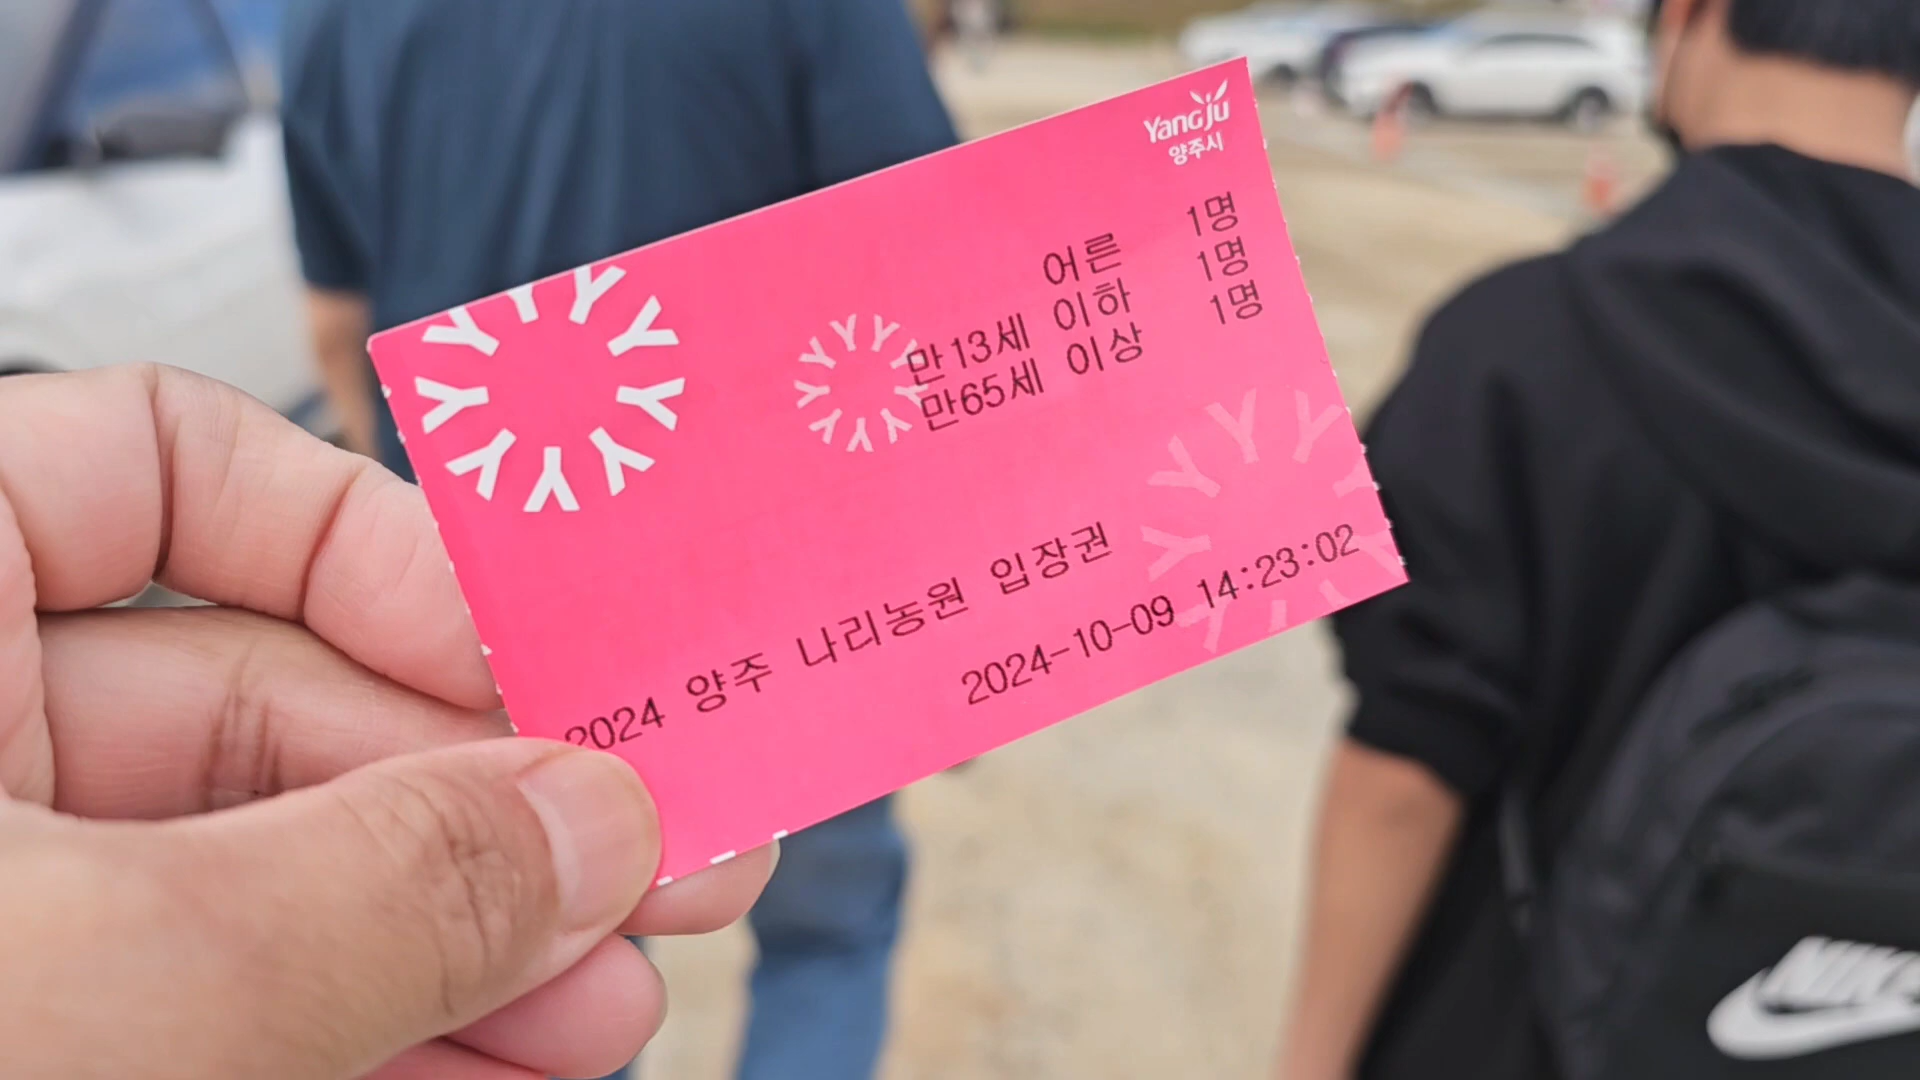 Yangju
양주시
어른 1명
만13세 이하 1명
만65세 이상 1명
2024 양주 나리농원 입장권
2024-10-09 14:23:02
NIKE